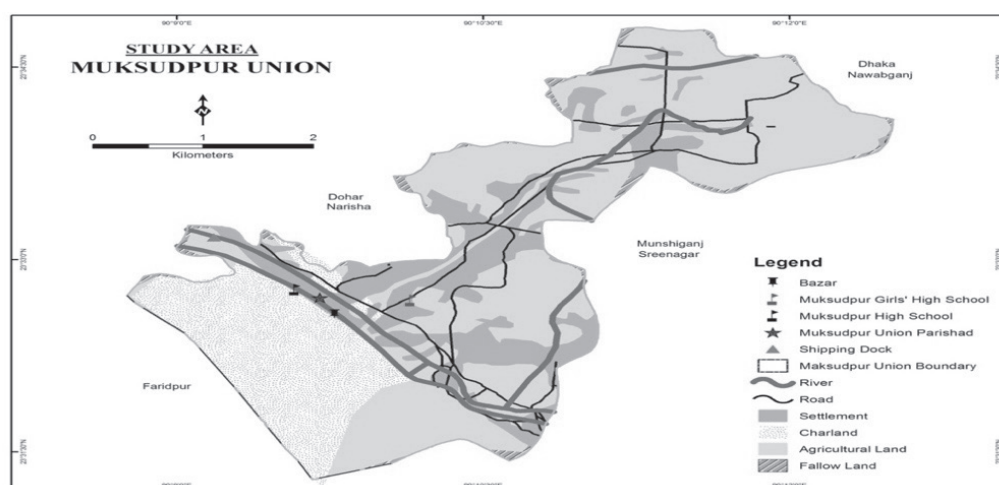 90°9'0"E
90°10'30"E
90°12'0"E
STUDY AREA
MUKSUDPUR UNION
N
0 1 2
Kilometers
Dhaka
Nawabganj
Dohar
Narisha
Munshiganj
Sreenagar
Faridpur
Legend
Bazar
Muksudpur Girls' High School
Muksudpur High School
Muksudpur Union Parishad
Shipping Dock
Maksudpur Union Boundary
River
Road
Settlement
Charland
Agricultural Land
Fallow Land